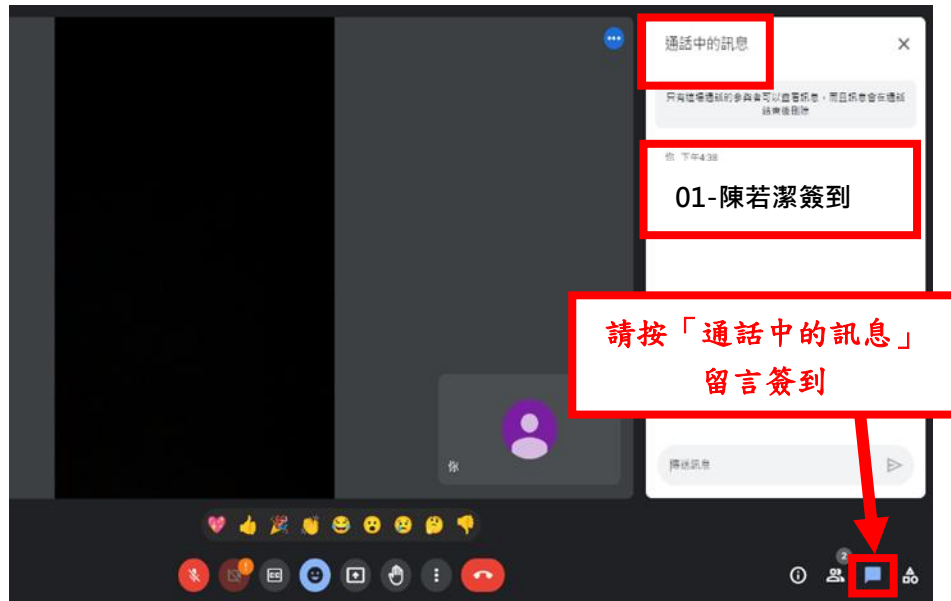 通話中的訊息
只有這場通話的參與者可以查看訊息，而且訊息會在通話
結束後刪除
你 下午4:38
01-陳若潔簽到
請按「通話中的訊息」
留言簽到
你
傳送訊息
CC
2